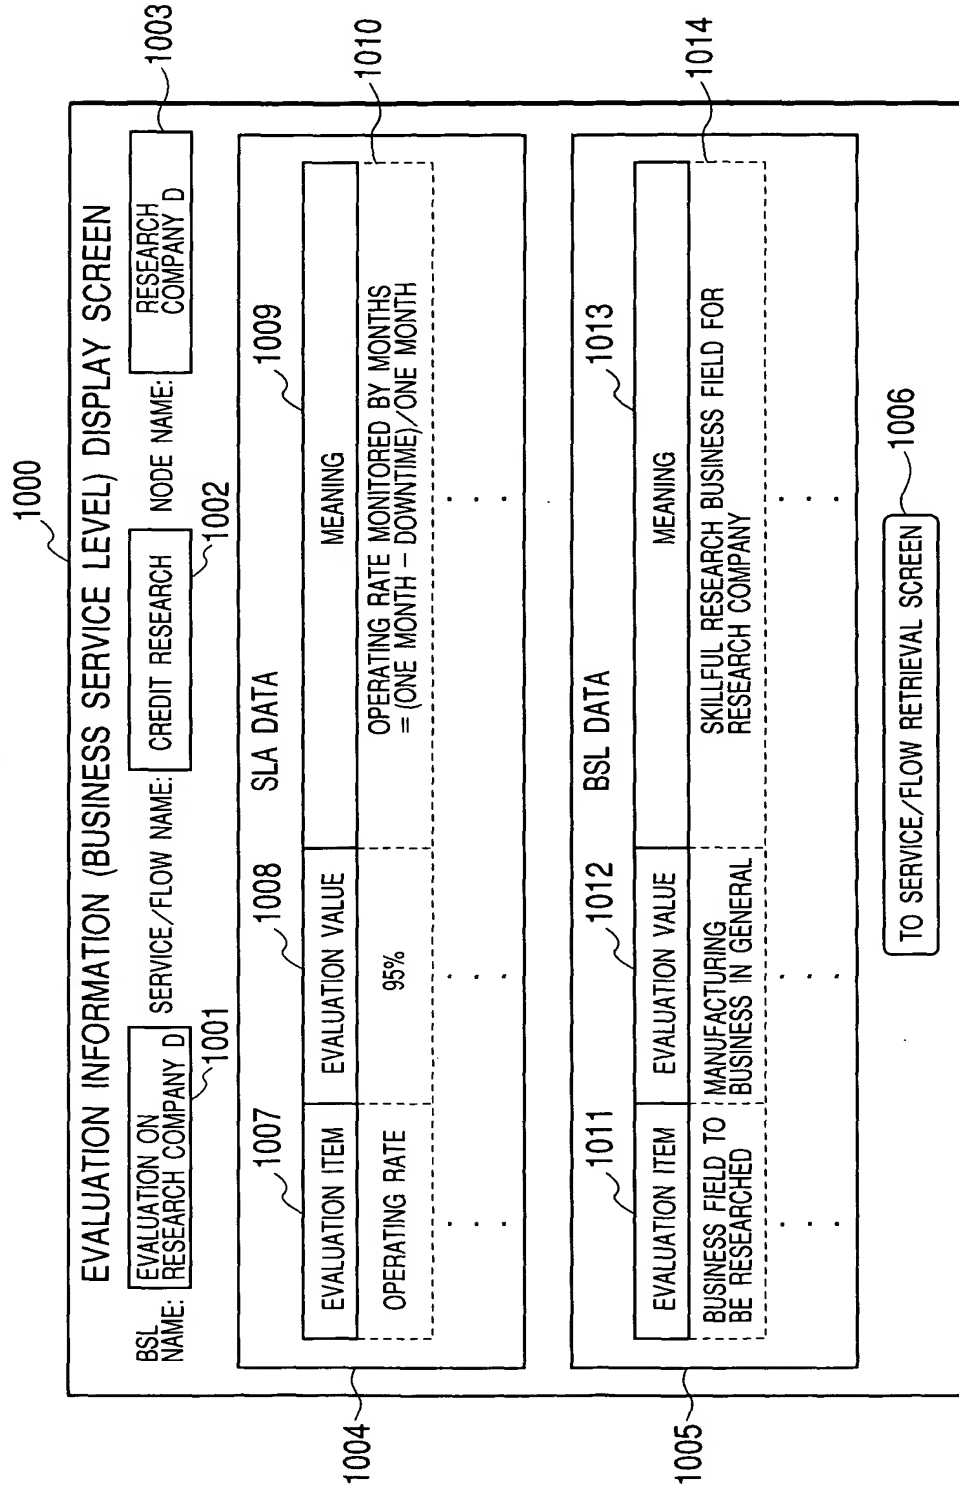 1000
EVALUATION INFORMATION (BUSINESS SERVICE LEVEL) DISPLAY SCREEN
BSL NAME:
EVALUATION ON
RESEARCH COMPANY D
1001
SERVICE/FLOW NAME:
CREDIT RESEARCH
1002
NODE NAME:
RESEARCH
COMPANY D
1003
1004
SLA DATA
1007
1008
1009
EVALUATION ITEM
EVALUATION VALUE
MEANING
OPERATING RATE
95%
OPERATING RATE MONITORED BY MONTHS
= (ONE MONTH – DOWNTIME)/ONE MONTH
1010
. . .
. . .
. . .
1005
BSL DATA
1011
1012
1013
EVALUATION ITEM
EVALUATION VALUE
MEANING
BUSINESS FIELD TO
BE RESEARCHED
MANUFACTURING
BUSINESS IN GENERAL
SKILLFUL RESEARCH BUSINESS FIELD FOR
RESEARCH COMPANY
1014
. . .
. . .
. . .
TO SERVICE/FLOW RETRIEVAL SCREEN
1006